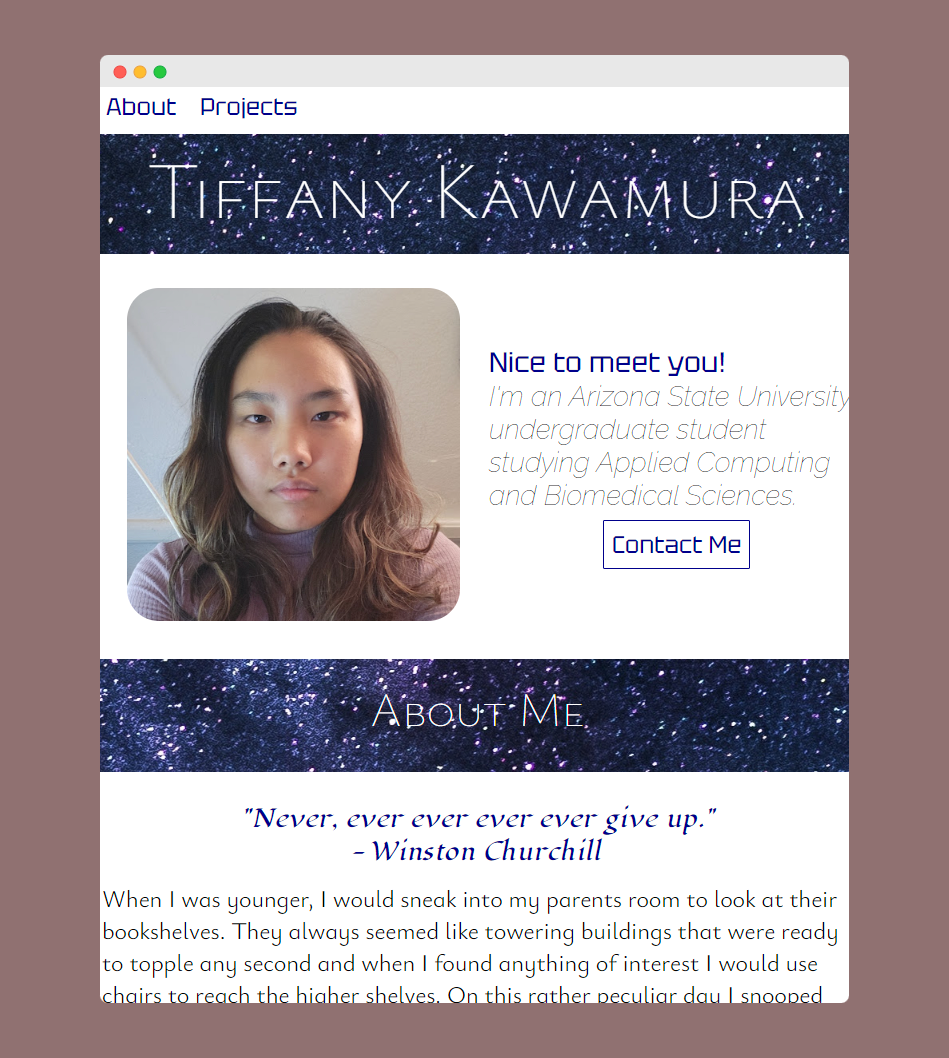 About Projects
Tiffany Kawamura
Nice to meet you!
I'm an Arizona State University
undergraduate student
studying Applied Computing
and Biomedical Sciences.
Contact Me
About Me
"Never, ever ever ever ever give up."
- Winston Churchill
When I was younger, I would sneak into my parents room to look at their
bookshelves. They always seemed like towering buildings that were ready
to topple any second and when I found anything of interest I would use
chairs to reach the higher shelves. On this rather peculiar day I snooped